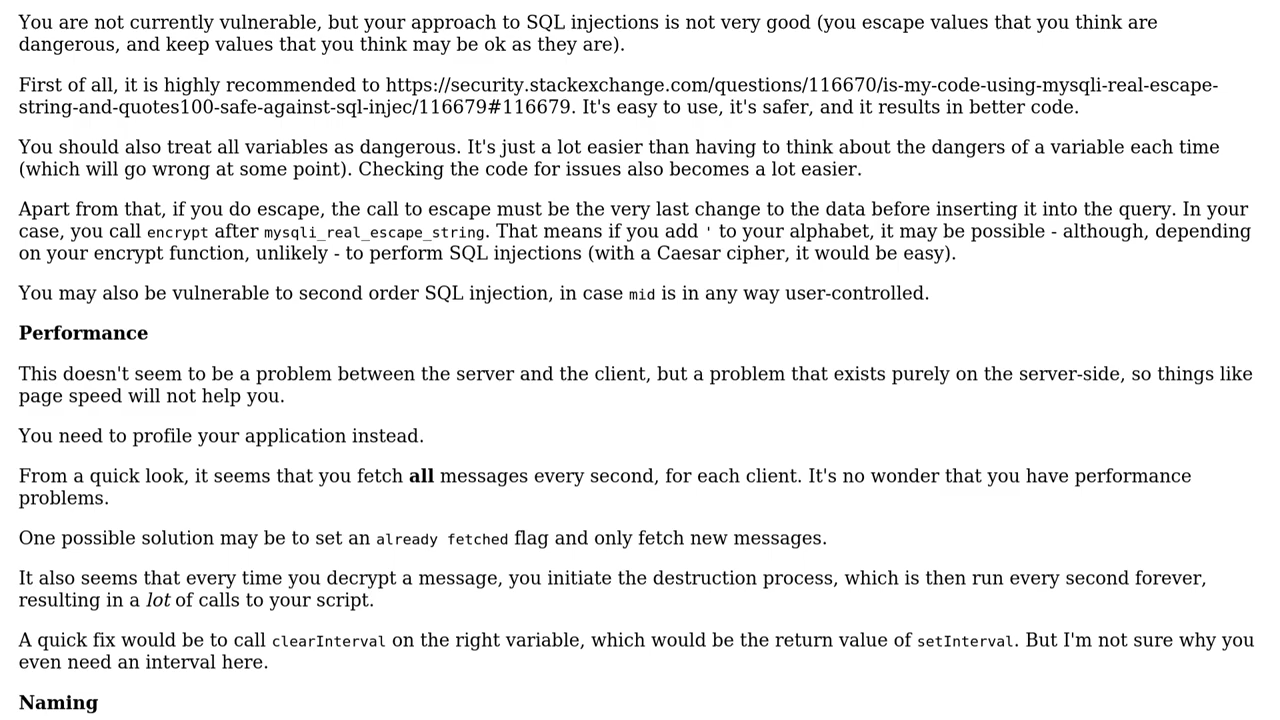 You are not currently vulnerable, but your approach to SQL injections is not very good (you escape values that you think are
dangerous, and keep values that you think may be ok as they are).
First of all, it is highly recommended to https://security.stackexchange.com/questions/116670/is-my-code-using-mysqli-real-escape-
string-and-quotes100-safe-against-sql-injec/116679#116679. It's easy to use, it's safer, and it results in better code.
You should also treat all variables as dangerous. It's just a lot easier than having to think about the dangers of a variable each time
(which will go wrong at some point). Checking the code for issues also becomes a lot easier.
Apart from that, if you do escape, the call to escape must be the very last change to the data before inserting it into the query. In your
case, you call encrypt after mysqli_real_escape_string. That means if you add ' to your alphabet, it may be possible - although, depending
on your encrypt function, unlikely - to perform SQL injections (with a Caesar cipher, it would be easy).
You may also be vulnerable to second order SQL injection, in case mid is in any way user-controlled.
Performance
This doesn't seem to be a problem between the server and the client, but a problem that exists purely on the server-side, so things like
page speed will not help you.
You need to profile your application instead.
From a quick look, it seems that you fetch all messages every second, for each client. It's no wonder that you have performance
problems.
One possible solution may be to set an already fetched flag and only fetch new messages.
It also seems that every time you decrypt a message, you initiate the destruction process, which is then run every second forever,
resulting in a lot of calls to your script.
A quick fix would be to call clearInterval on the right variable, which would be the return value of setInterval. But I'm not sure why you
even need an interval here.
Naming